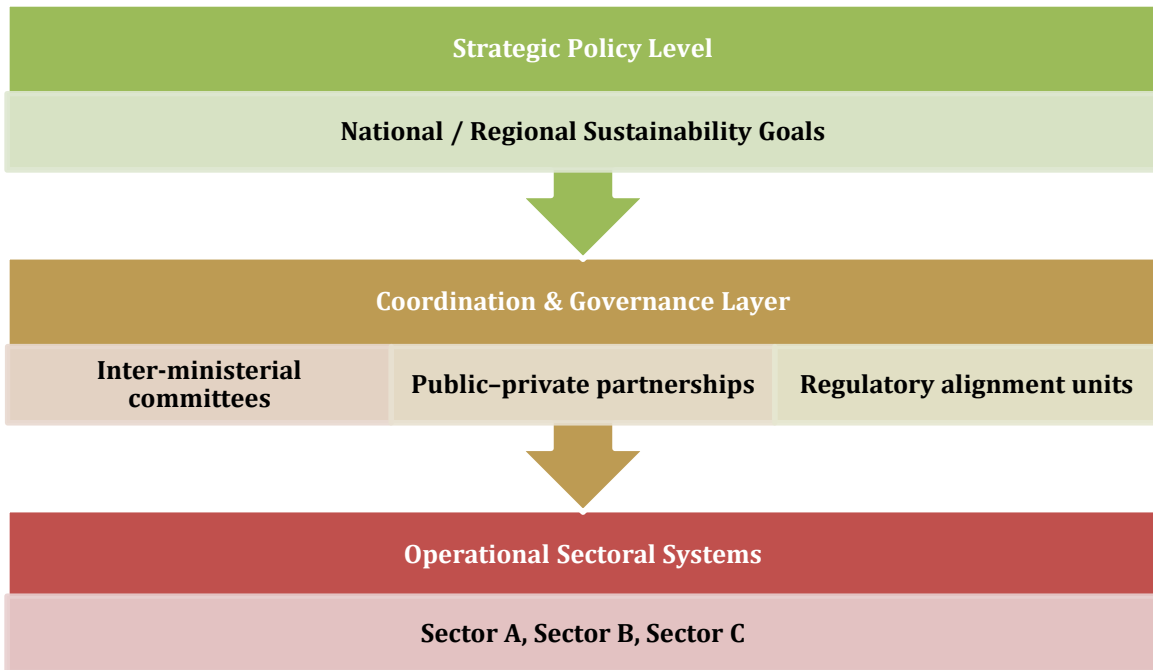 Strategic Policy Level
National / Regional Sustainability Goals
Coordination & Governance Layer
Inter-ministerial
committees
Public–private partnerships
Regulatory alignment units
Operational Sectoral Systems
Sector A, Sector B, Sector C